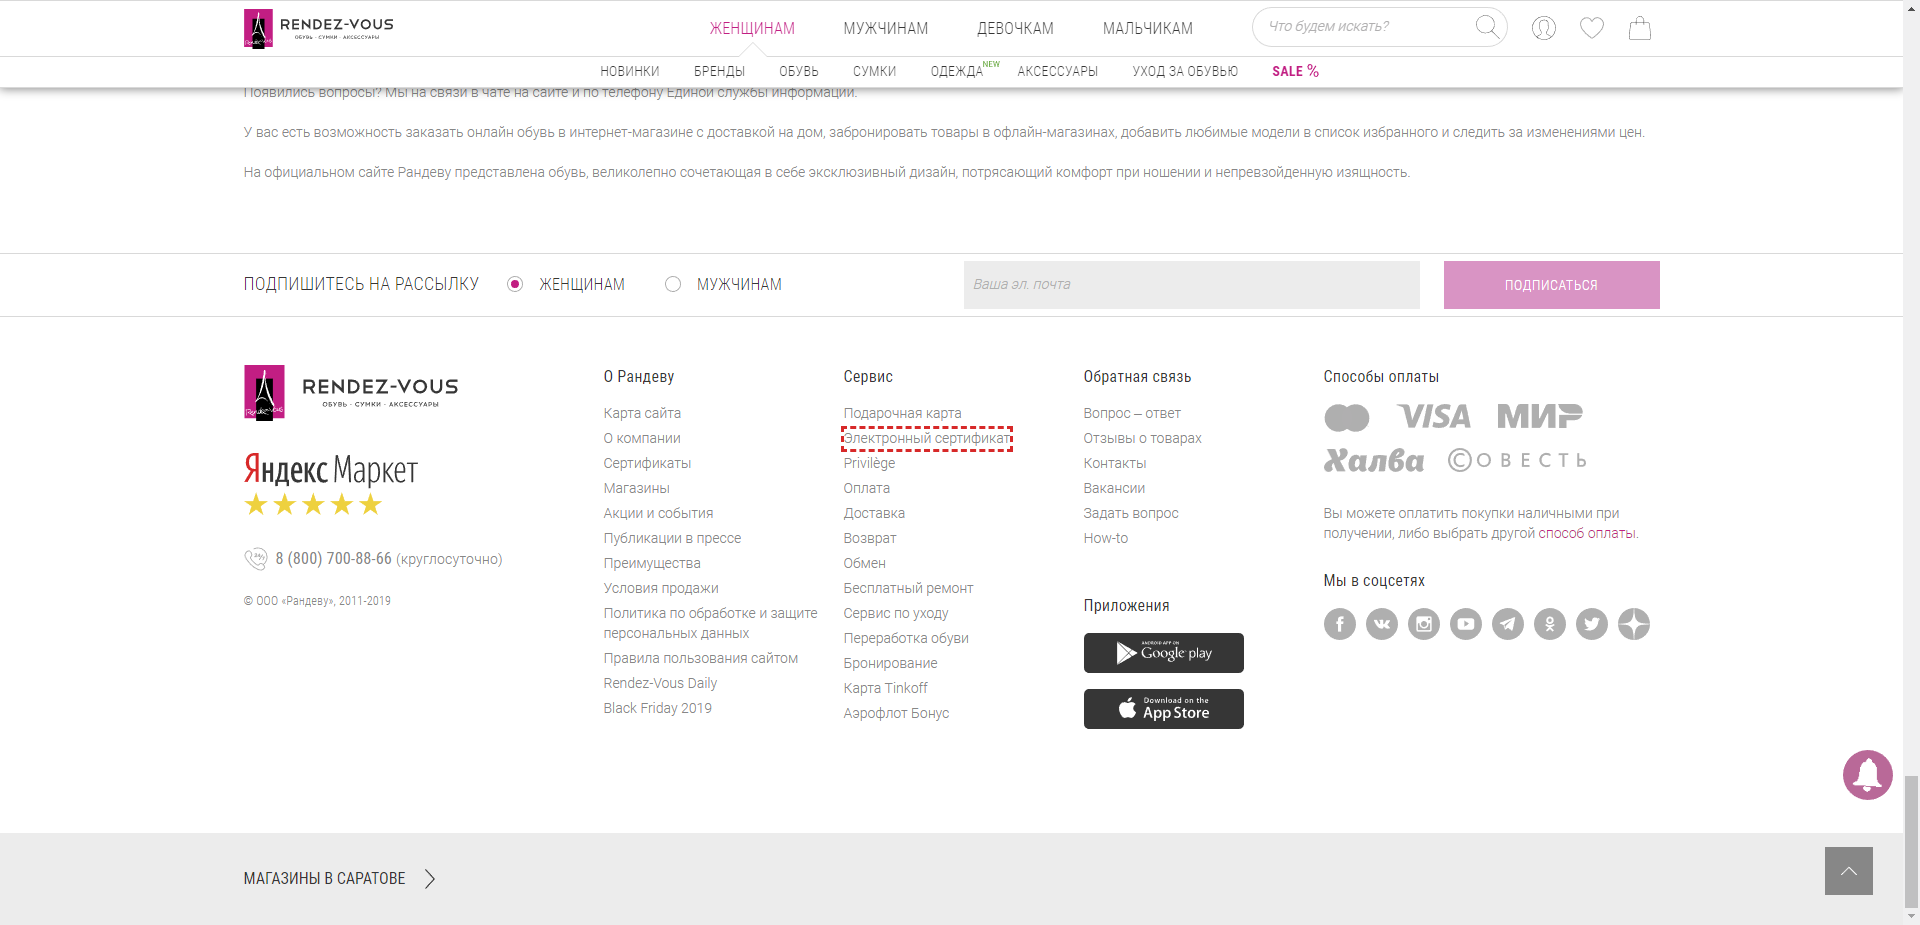 RENDEZ-VOUS
ОБУВЬ · СУМКИ · АКСЕССУАРЫ
ЖЕНЩИНАМ
МУЖЧИНАМ
ДЕВОЧКАМ
МАЛЬЧИКАМ
Что будем искать?
НОВИНКИ
БРЕНДЫ
ОБУВЬ
СУМКИ
ОДЕЖДА NEW
АКСЕССУАРЫ
УХОД ЗА ОБУВЬЮ
SALE %
Появились вопросы? Мы на связи в чате на сайте и по телефону Единой службы информации.
У вас есть возможность заказать онлайн обувь в интернет-магазине с доставкой на дом, забронировать товары в офлайн-магазинах, добавить любимые модели в список избранного и следить за изменениями цен.
На официальном сайте Рандеву представлена обувь, великолепно сочетающая в себе эксклюзивный дизайн, потрясающий комфорт при ношении и непревзойденную изящность.
ПОДПИШИТЕСЬ НА РАССЫЛКУ
ЖЕНЩИНАМ
МУЖЧИНАМ
Ваша эл. почта
ПОДПИСАТЬСЯ
Rendez-vous
RENDEZ-VOUS
ОБУВЬ · СУМКИ · АКСЕССУАРЫ
Яндекс Маркет
24/7
8 (800) 700-88-66 (круглосуточно)
© ООО «Рандеву», 2011-2019
О Рандеву
Карта сайта
О компании
Сертификаты
Магазины
Акции и события
Публикации в прессе
Преимущества
Условия продажи
Политика по обработке и защите
персональных данных
Правила пользования сайтом
Rendez-Vous Daily
Black Friday 2019
Сервис
Подарочная карта
Электронный сертификат
Privilège
Оплата
Доставка
Возврат
Обмен
Бесплатный ремонт
Сервис по уходу
Переработка обуви
Бронирование
Карта Tinkoff
Аэрофлот Бонус
Обратная связь
Вопрос – ответ
Отзывы о товарах
Контакты
Вакансии
Задать вопрос
How-to
Приложения
ANDROID APP ON
Google play
Download on the
App Store
Способы оплаты
VISA
МИР
Халва
СОВЕСТЬ
Вы можете оплатить покупки наличными при
получении, либо выбрать другой способ оплаты.
Мы в соцсетях
МАГАЗИНЫ В САРАТОВЕ